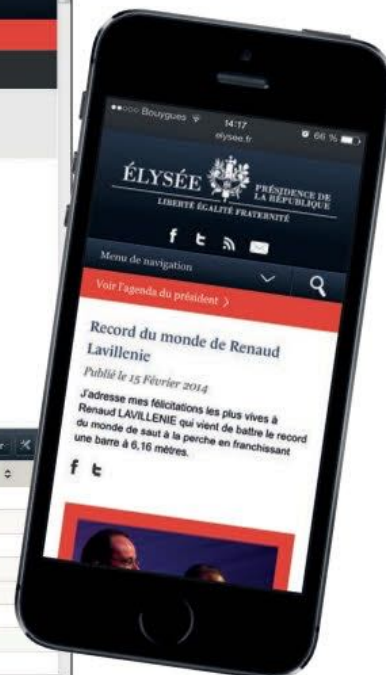 Bouygues 14:17 66 %
elysee.fr
ÉLYSÉE PRÉSIDENCE DE
LA RÉPUBLIQUE
LIBERTÉ ÉGALITÉ FRATERNITÉ
Menu de navigation
Voir l'agenda du président >
Record du monde de Renaud
Lavillenie
Publié le 15 Février 2014
J'adresse mes félicitations les plus vives à
Renaud LAVILLENIE qui vient de battre le record
du monde de saut à la perche en franchissant
une barre à 6,16 mètres.